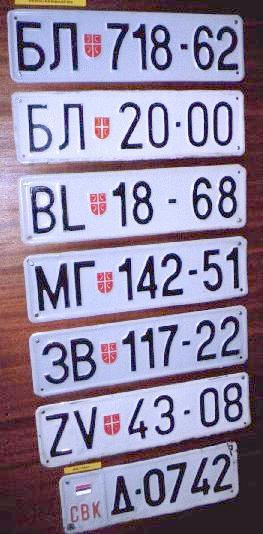 БЛ 718-62
БЛ 20-00
BL 18-68
МГ 142-51
ЗВ 117-22
ZV 43-08
СВК Д-0742